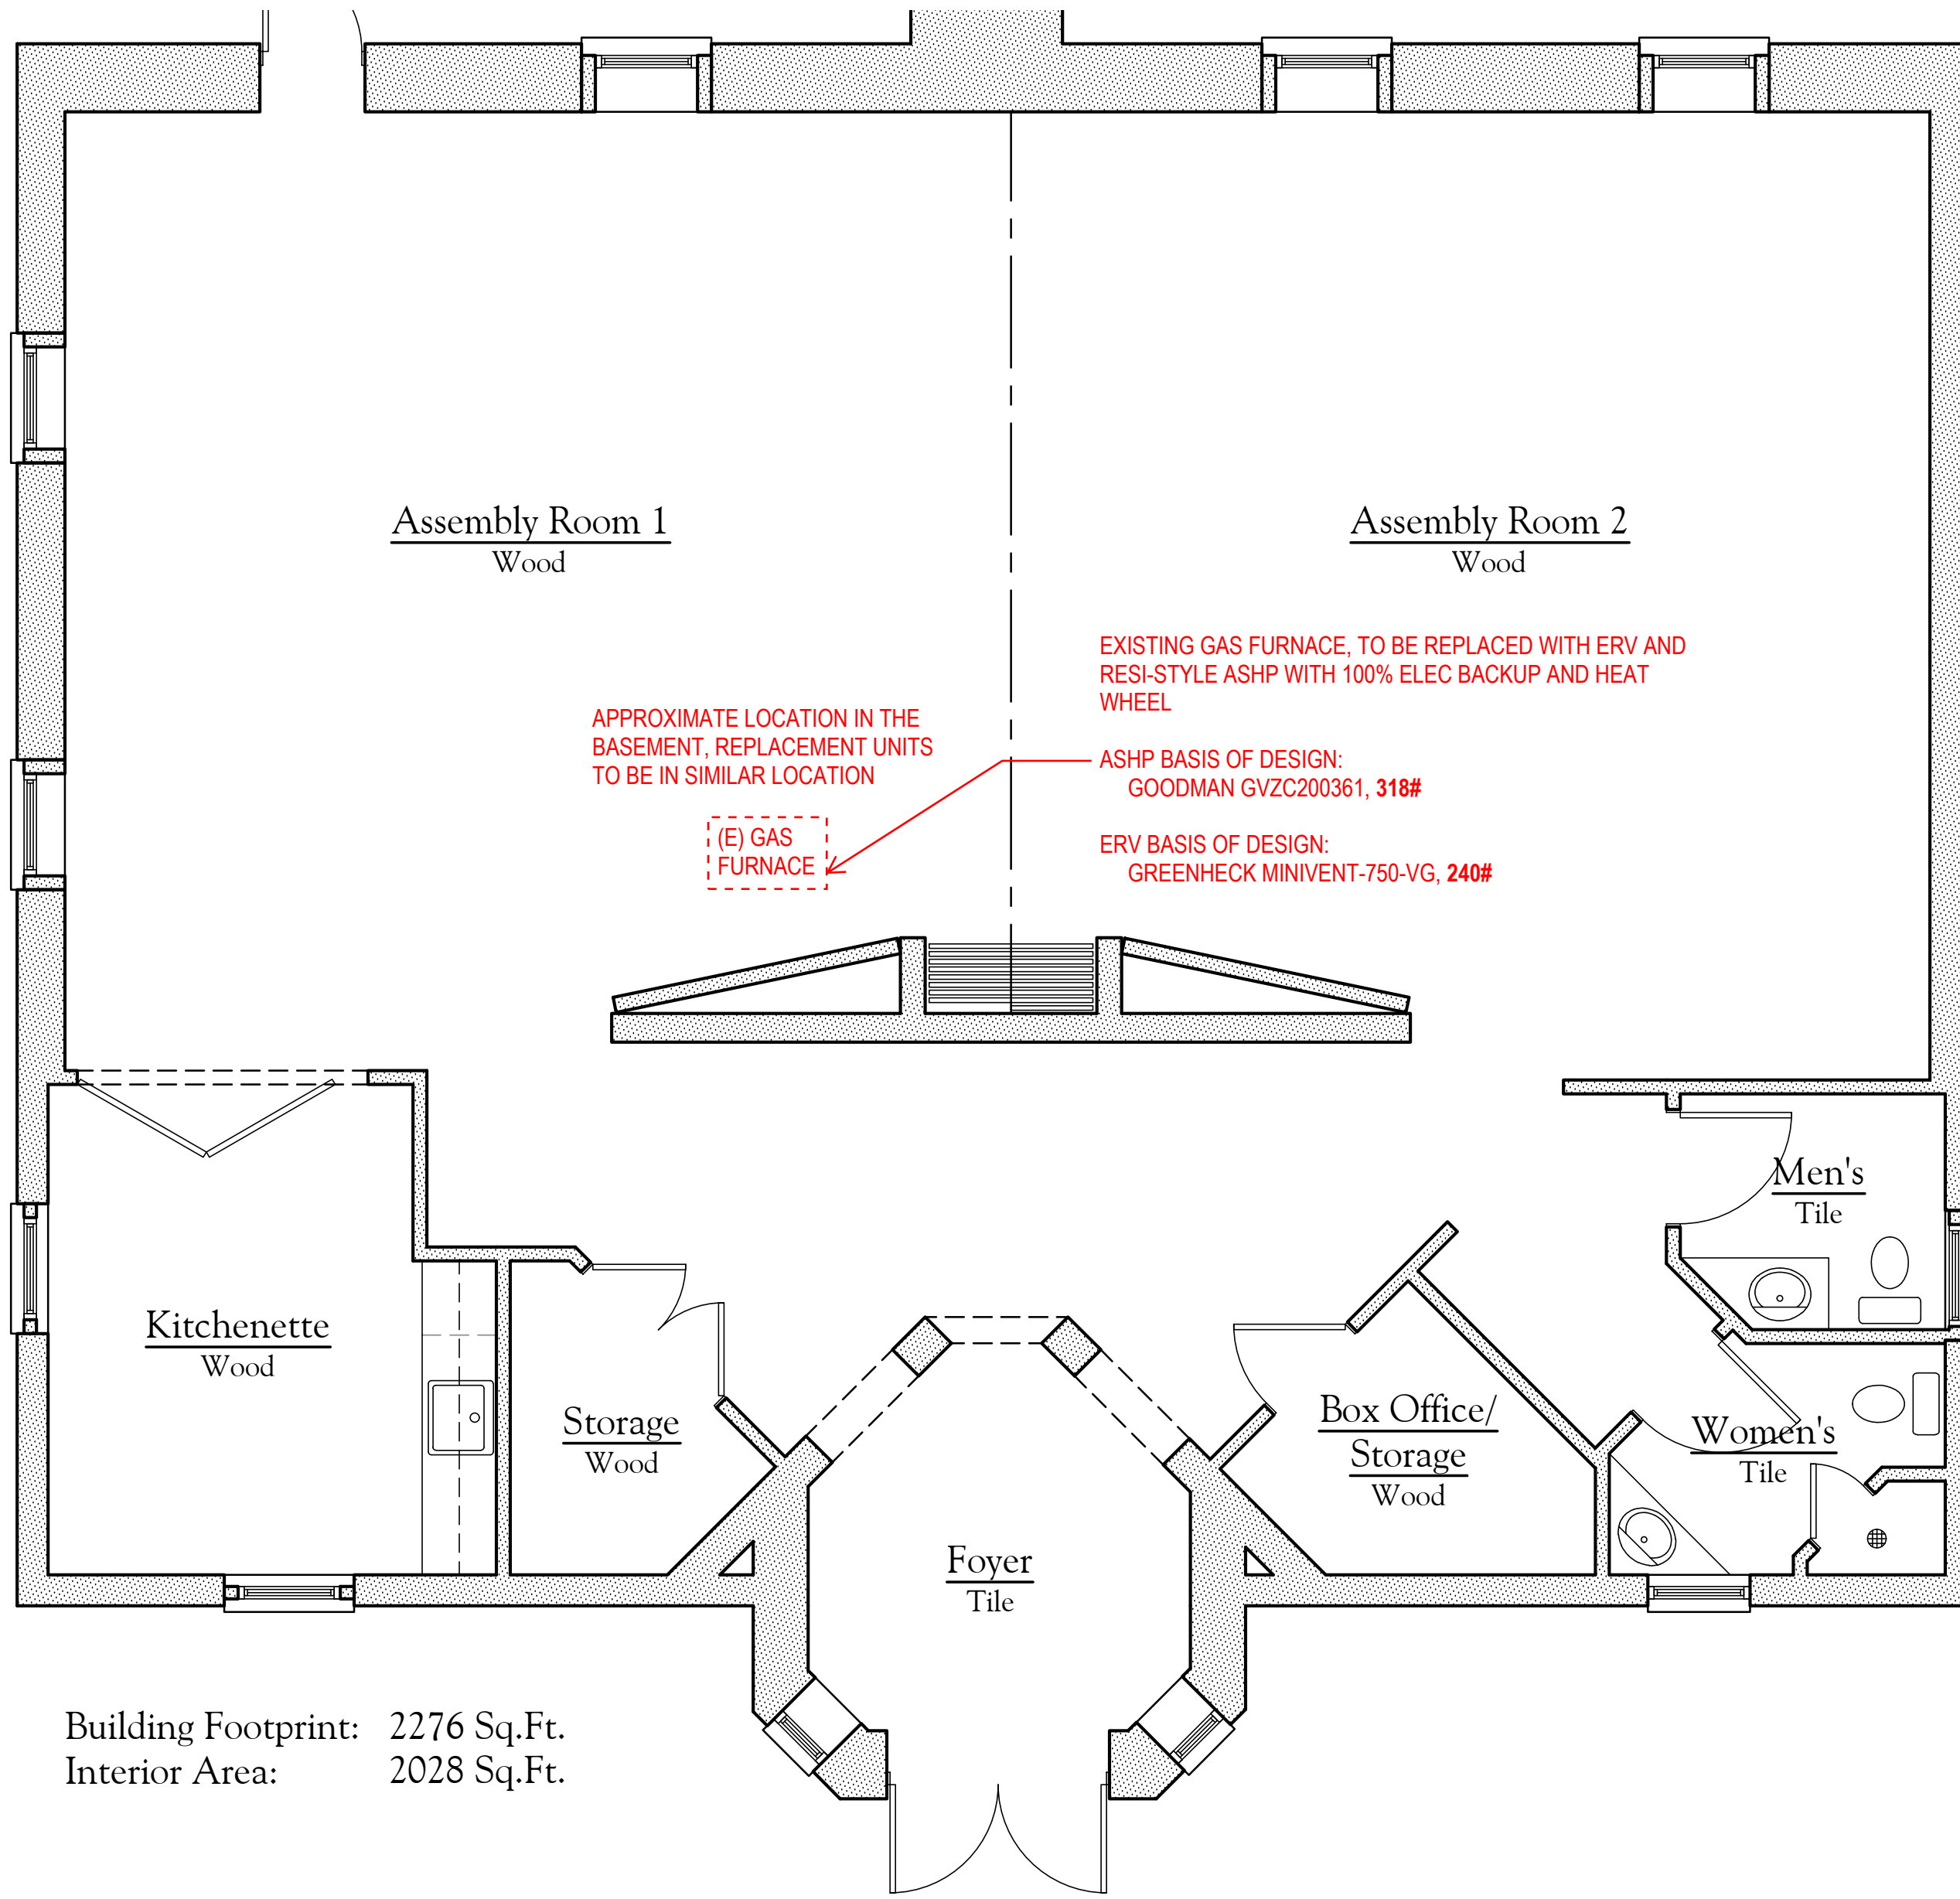 Assembly Room 1
Wood
Assembly Room 2
Wood
EXISTING GAS FURNACE, TO BE REPLACED WITH ERV AND
RESI-STYLE ASHP WITH 100% ELEC BACKUP AND HEAT
WHEEL
APPROXIMATE LOCATION IN THE
BASEMENT, REPLACEMENT UNITS
TO BE IN SIMILAR LOCATION
ASHP BASIS OF DESIGN:
GOODMAN GVZC200361, 318#
(E) GAS
FURNACE
ERV BASIS OF DESIGN:
GREENHECK MINIVENT-750-VG, 240#
Men's
Tile
Kitchenette
Wood
Storage
Wood
Box Office/
Storage
Wood
Women's
Tile
Foyer
Tile
Building Footprint: 2276 Sq.Ft.
Interior Area: 2028 Sq.Ft.